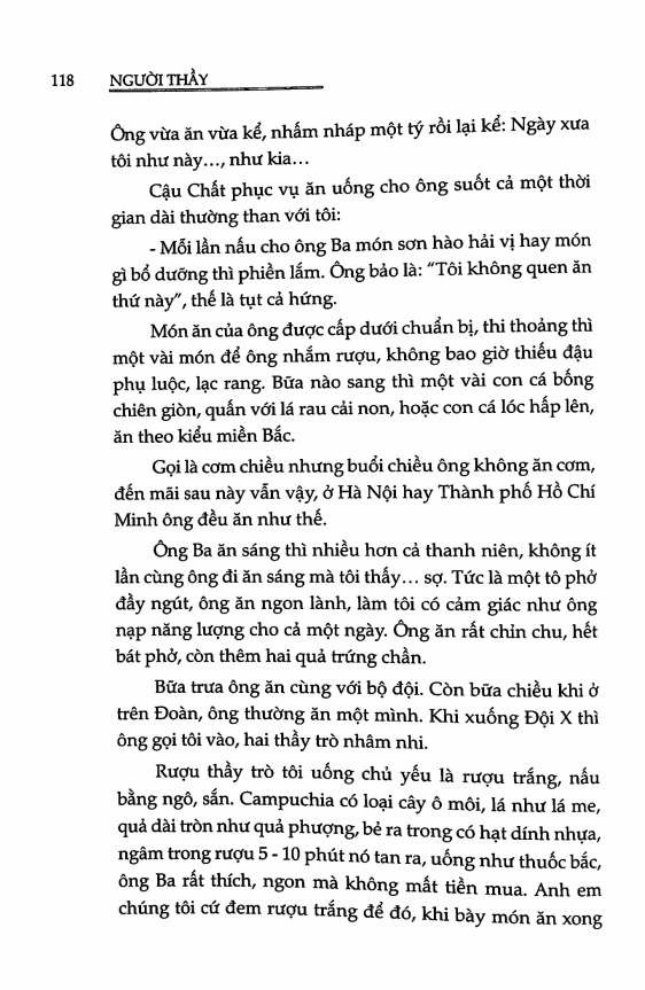 118 NGƯỜI THẦY
Ông vừa ăn vừa kể, nhấm nháp một tý rồi lại kể: Ngày xưa
tôi như này..., như kia...
Cậu Chất phục vụ ăn uống cho ông suốt cả một thời
gian dài thường than với tôi:
- Mỗi lần nấu cho ông Ba món sơn hào hải vị hay món
gì bổ dưỡng thì phiền lắm. Ông bảo là: "Tôi không quen ăn
thứ này", thế là tụt cả hứng.
Món ăn của ông được cấp dưới chuẩn bị, thi thoảng thì
một vài món để ông nhắm rượu, không bao giờ thiếu đậu
phụ luộc, lạc rang. Bữa nào sang thì một vài con cá bống
chiên giòn, quấn với lá rau cải non, hoặc con cá lóc hấp lên,
ăn theo kiểu miền Bắc.
Gọi là cơm chiều nhưng buổi chiều ông không ăn cơm,
đến mãi sau này vẫn vậy, ở Hà Nội hay Thành phố Hồ Chí
Minh ông đều ăn như thế.
Ông Ba ăn sáng thì nhiều hơn cả thanh niên, không ít
lần cùng ông đi ăn sáng mà tôi thấy... sợ. Tức là một tô phở
đầy ngút, ông ăn ngon lành, làm tôi có cảm giác như ông
nạp năng lượng cho cả một ngày. Ông ăn rất chỉn chu, hết
bát phở, còn thêm hai quả trứng chần.
Bữa trưa ông ăn cùng với bộ đội. Còn bữa chiều khi ở
trên Đoàn, ông thường ăn một mình. Khi xuống Đội X thì
ông gọi tôi vào, hai thầy trò nhâm nhi.
Rượu thầy trò tôi uống chủ yếu là rượu trắng, nấu
bằng ngô, sắn. Campuchia có loại cây ô môi, lá như lá me,
quả dài tròn như quả phượng, bẻ ra trong có hạt dính nhựa,
ngâm trong rượu 5 - 10 phút nó tan ra, uống như thuốc bắc,
ông Ba rất thích, ngon mà không mất tiền mua. Anh em
chúng tôi cứ đem rượu trắng để đó, khi bày món ăn xong